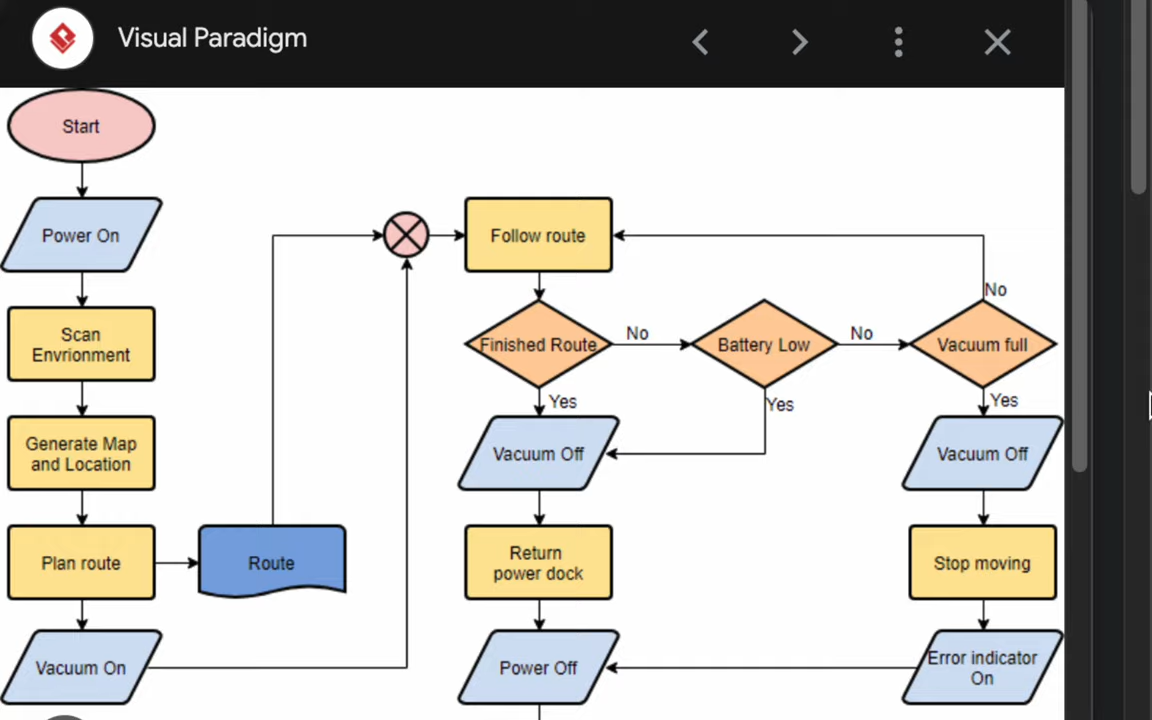 Visual Paradigm
Start
Power On
Scan
Envrionment
Generate Map
and Location
Plan route
Vacuum On
Route
Follow route
Finished Route
No
Battery Low
No
Vacuum full
No
Yes
Yes
Yes
Vacuum Off
Vacuum Off
Return
power dock
Stop moving
Power Off
Error indicator
On